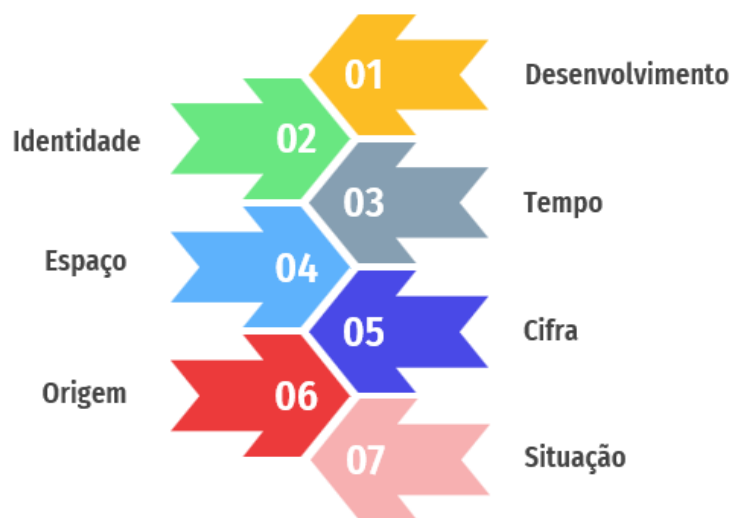 01 Desenvolvimento
Identidade 02
03 Tempo
Espaço 04
05 Cifra
Origem 06
07 Situação